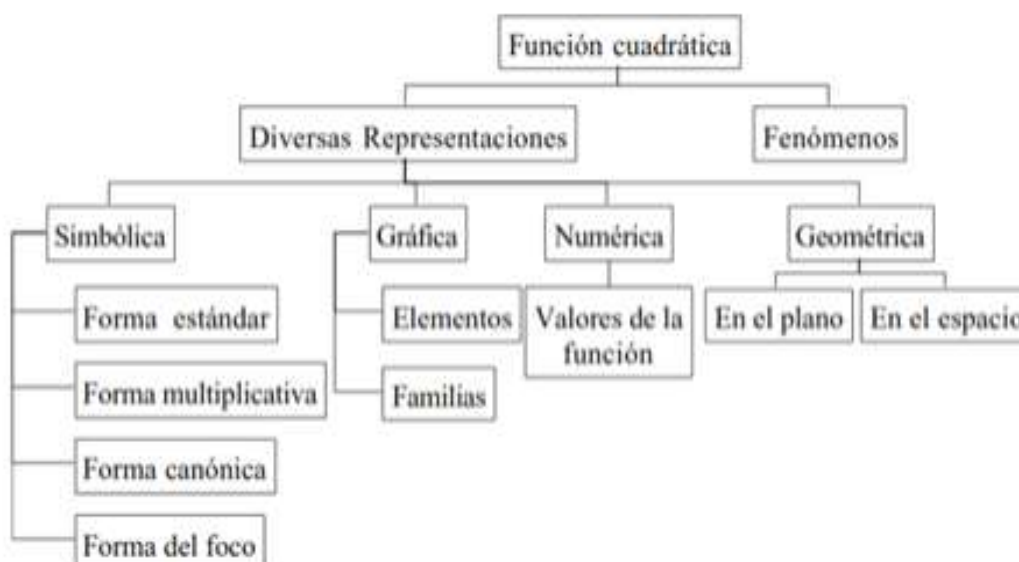 Función cuadrática
Diversas Representaciones
Fenómenos
Simbólica
Gráfica
Numérica
Geométrica
Forma estándar
Elementos
Valores de la
función
En el plano
En el espacio
Forma multiplicativa
Familias
Forma canónica
Forma del foco